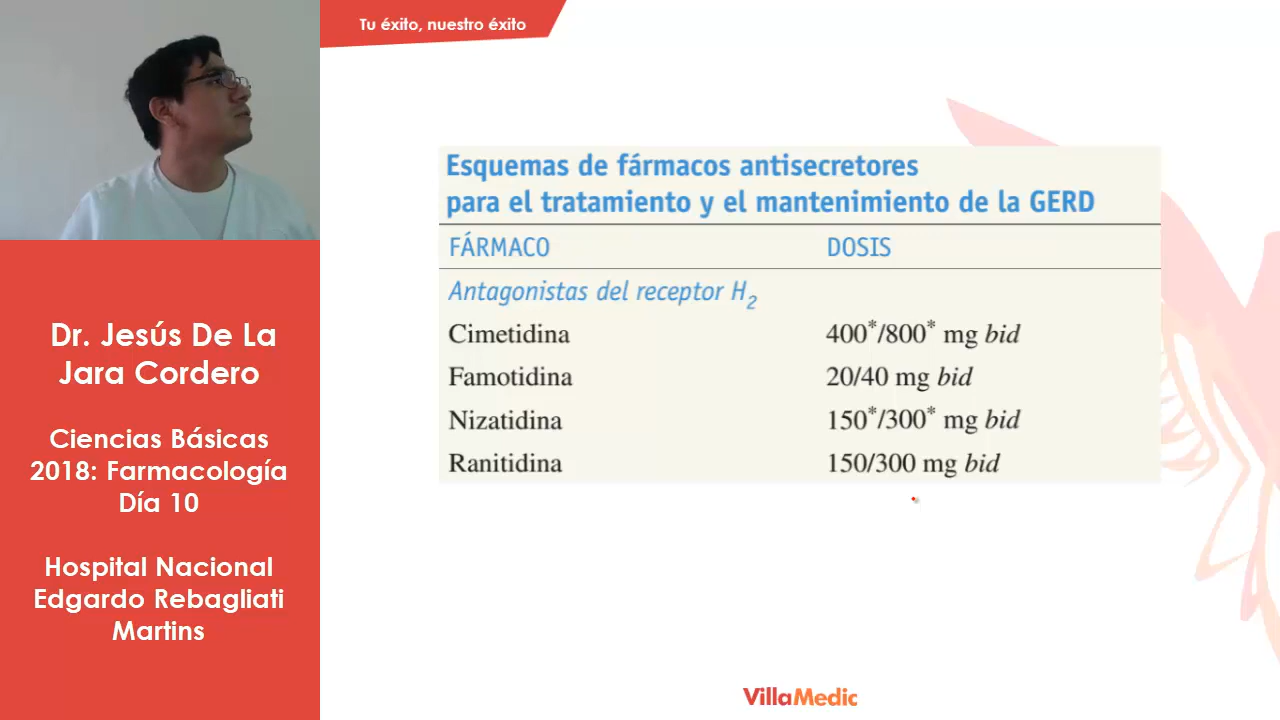 Tu éxito, nuestro éxito
Dr. Jesús De La
Jara Cordero
Ciencias Básicas
2018: Farmacología
Día 10
Hospital Nacional
Edgardo Rebagliati
Martins
Esquemas de fármacos antisecretores
para el tratamiento y el mantenimiento de la GERD
FÁRMACO DOSIS
Antagonistas del receptor H2
Cimetidina 400*/800* mg bid
Famotidina 20/40 mg bid
Nizatidina 150*/300* mg bid
Ranitidina 150/300 mg bid
VillaMedic